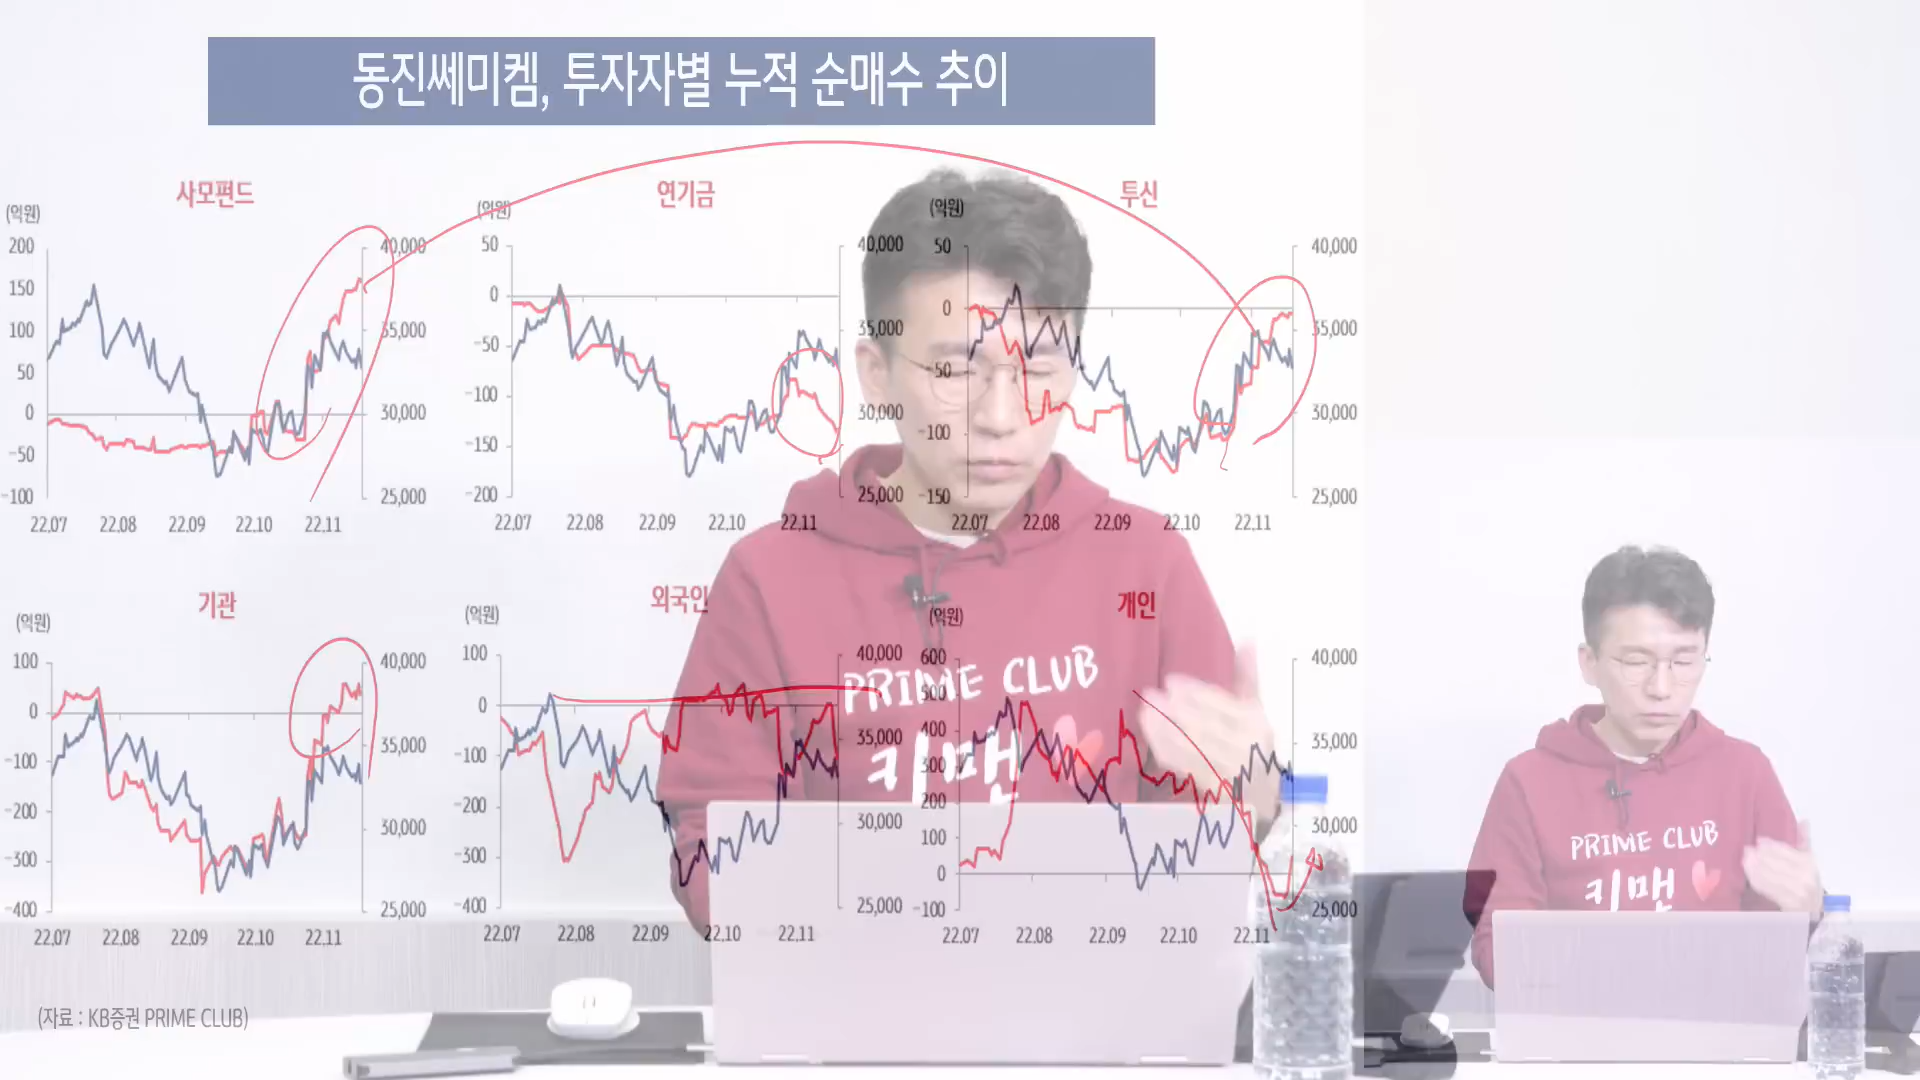 동진쎄미켐, 투자자별 누적 순매수 추이
사모펀드
(억원)
200
150
100
50
0
-50
-100
40,000
35,000
30,000
25,000
22.07 22.08 22.09 22.10 22.11
연기금
(억원)
50
0
-50
-100
-150
-200
40,000
35,000
30,000
25,000
22.07 22.08 22.09 22.10 22.11
투신
(억원)
50
0
-50
-100
-150
40,000
35,000
30,000
25,000
22.07 22.08 22.09 22.10 22.11
기관
(억원)
100
0
-100
-200
-300
-400
40,000
35,000
30,000
25,000
22.07 22.08 22.09 22.10 22.11
외국인
(억원)
100
0
-100
-200
-300
-400
40,000
35,000
30,000
25,000
22.07 22.08 22.09 22.10 22.11
개인
(억원)
600
500
400
300
200
100
0
-100
40,000
35,000
30,000
25,000
22.07 22.08 22.09 22.10 22.11
PRIME CLUB
키맨
PRIME CLUB
키맨
(자료 : KB증권 PRIME CLUB)